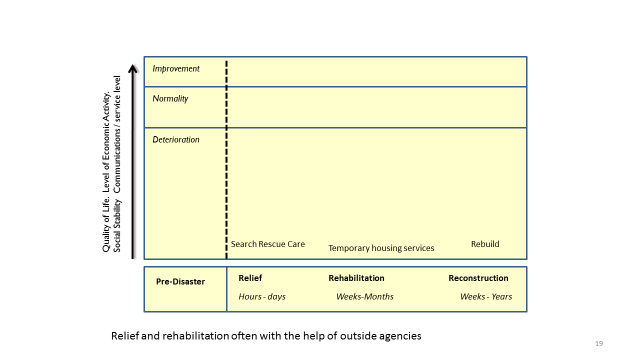 Quality of Life. Level of Economic Activity.
Social Stability Communications / service level
Improvement
Normality
Deterioration
Search Rescue Care
Temporary housing services
Rebuild
Pre-Disaster
Relief
Rehabilitation
Reconstruction
Hours - days
Weeks-Months
Weeks - Years
Relief and rehabilitation often with the help of outside agencies
19